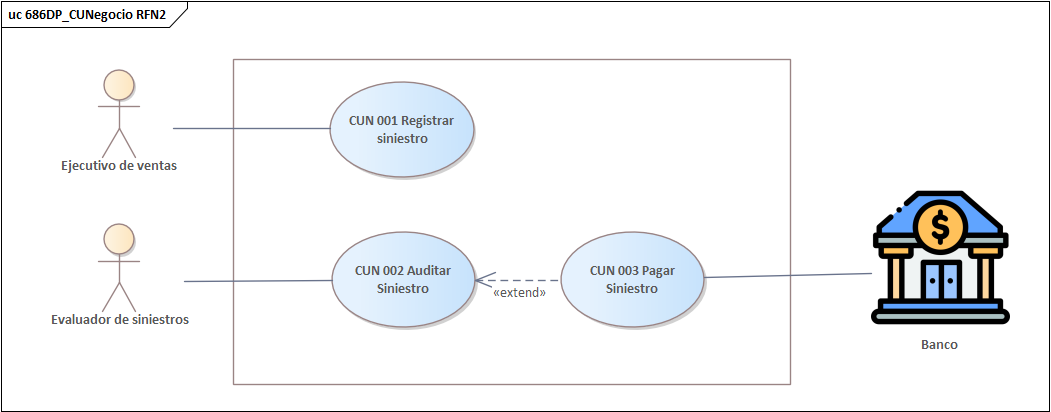 uc 686DP_CUNegocio RFN2
CUN 001 Registrar
siniestro
Ejecutivo de ventas
CUN 002 Auditar
Siniestro
«extend»
CUN 003 Pagar
Siniestro
Evaluador de siniestros
$
Banco